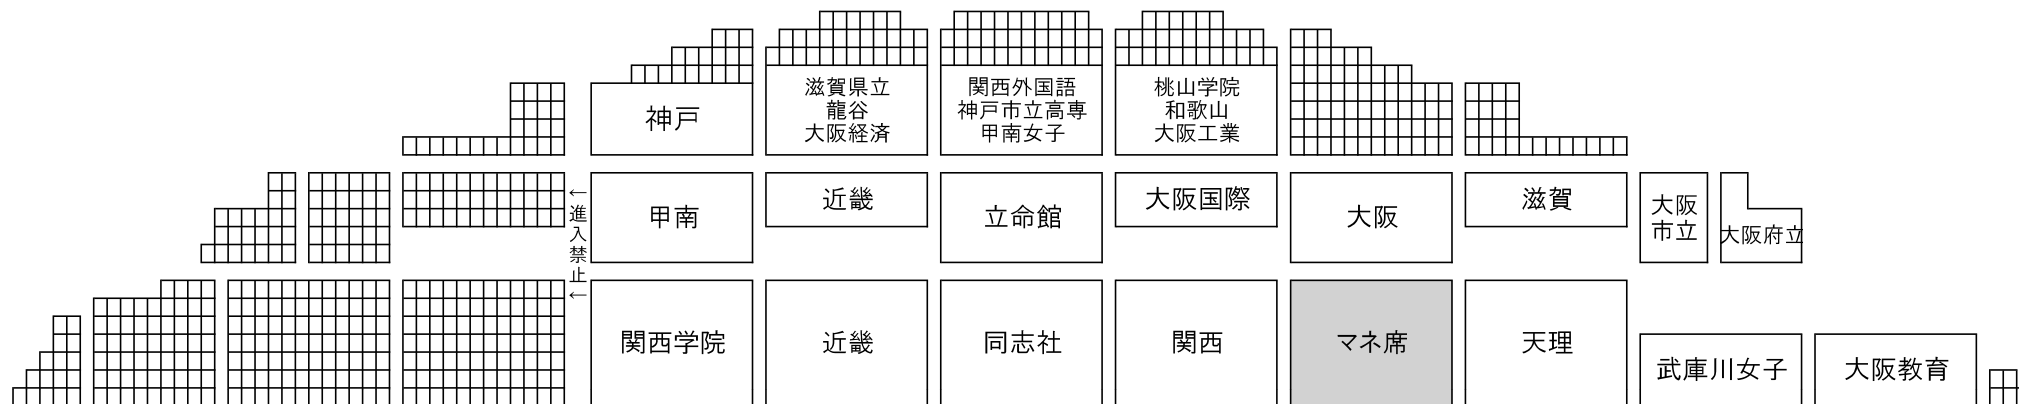 神戸
滋賀県立
龍谷
大阪経済
関西外国語
神戸市立高専
甲南女子
桃山学院
和歌山
大阪工業
←進入禁止←
甲南
近畿
立命館
大阪国際
大阪
滋賀
大阪
市立
大阪府立
関西学院
近畿
同志社
関西
マネ席
天理
武庫川女子
大阪教育